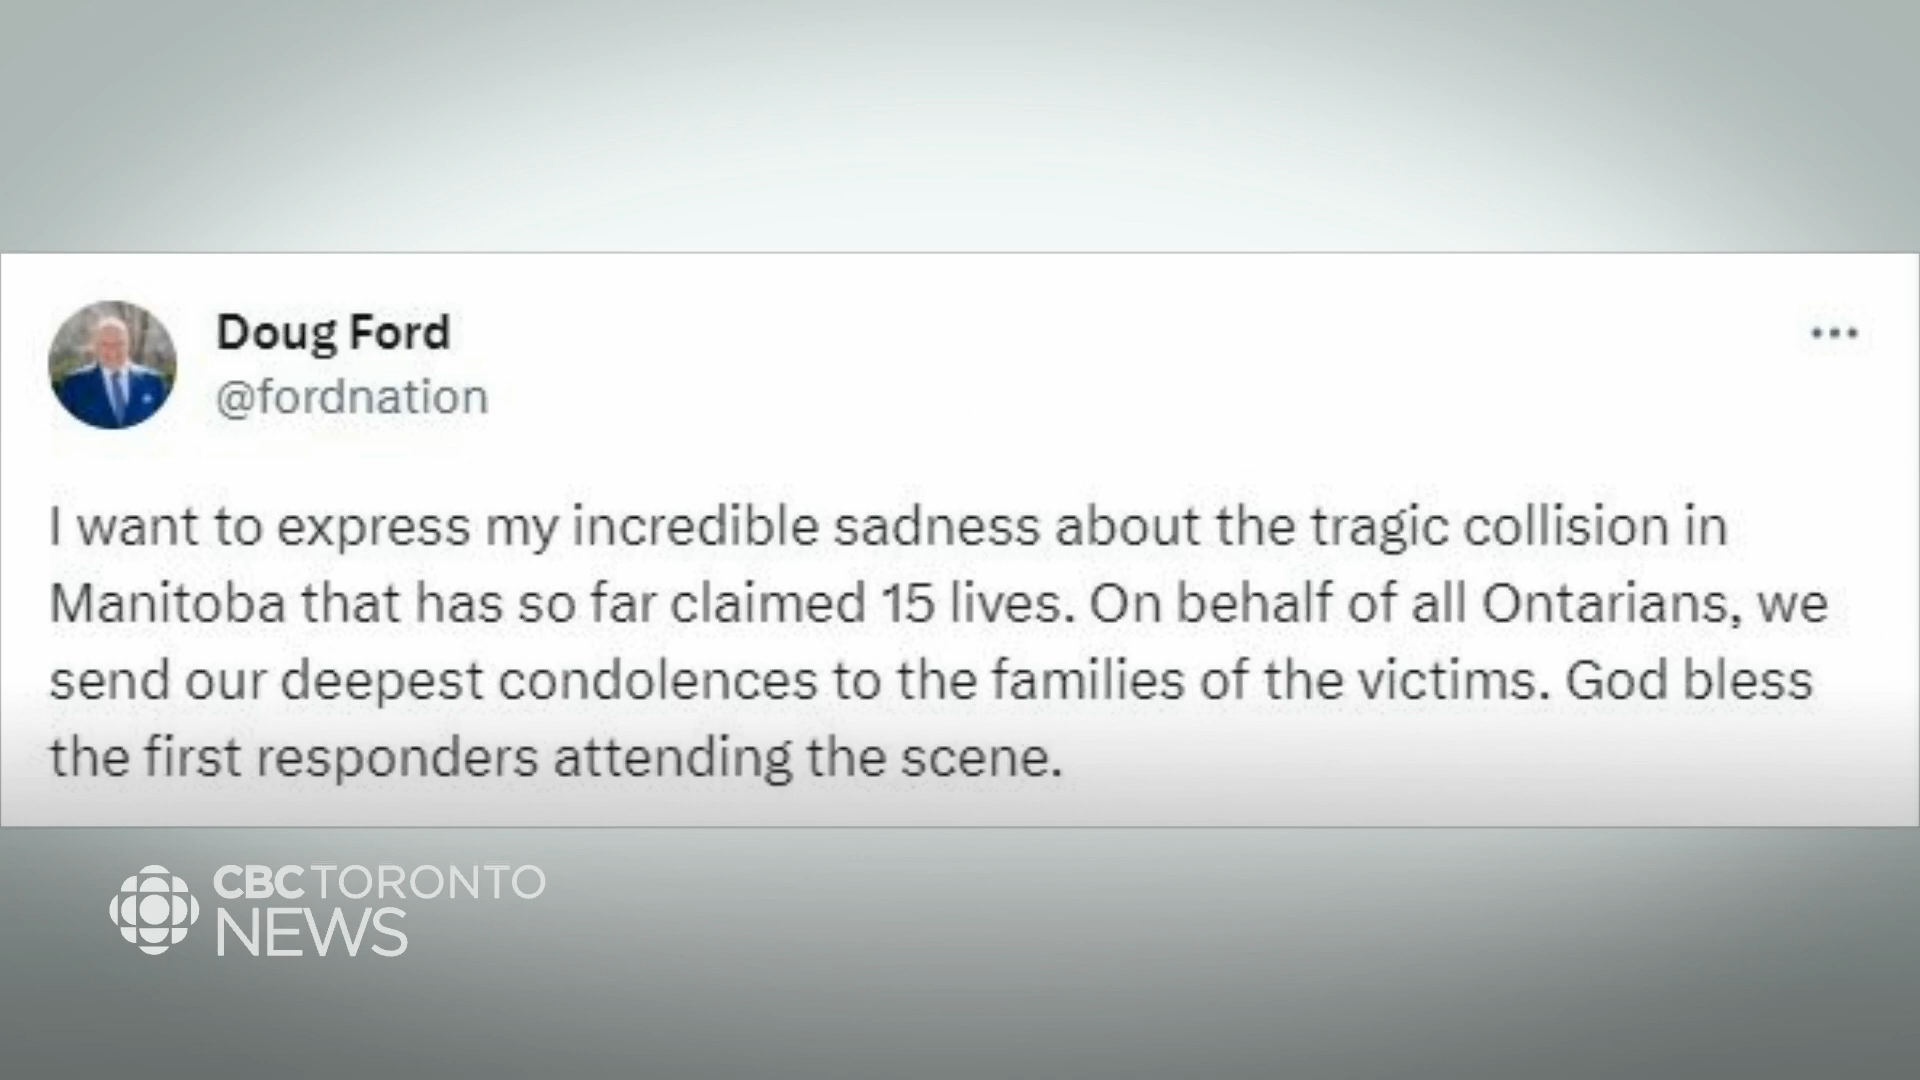 Doug Ford
@fordnation
I want to express my incredible sadness about the tragic collision in
Manitoba that has so far claimed 15 lives. On behalf of all Ontarians, we
send our deepest condolences to the families of the victims. God bless
the first responders attending the scene.
CBC TORONTO
NEWS